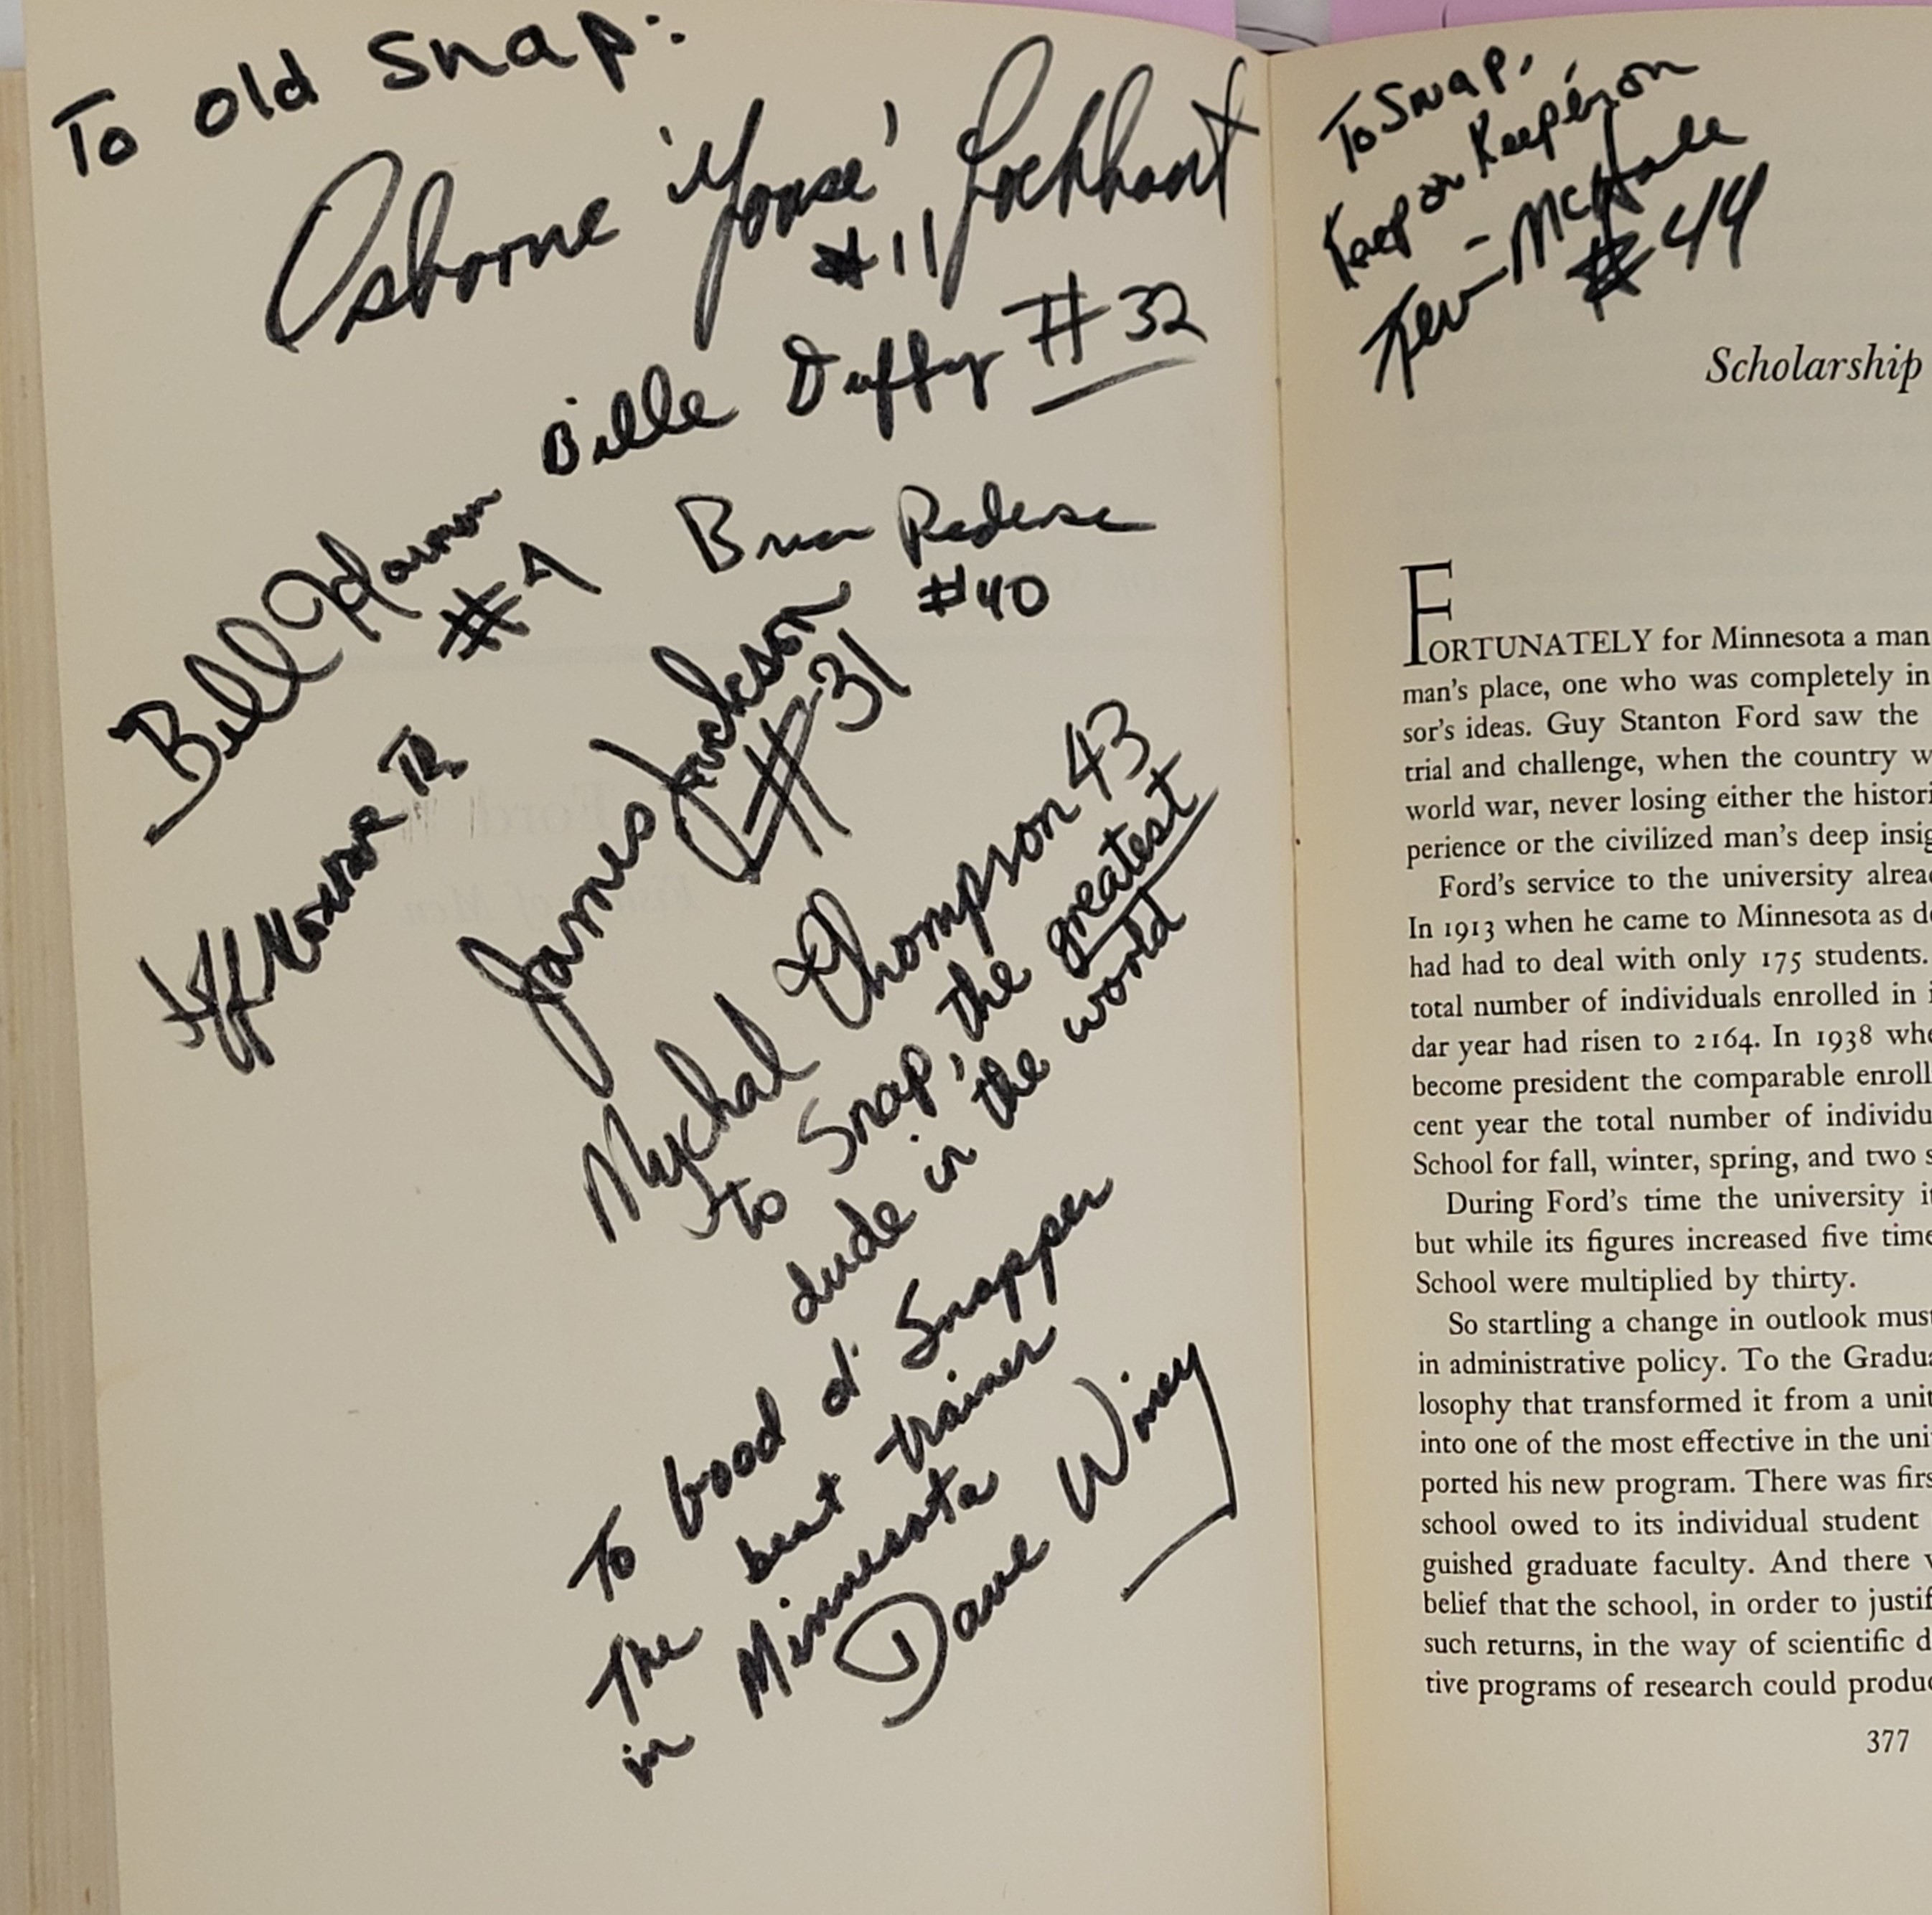 To Old Snap:
Osborne 'Moose' Lockhart
#11
Bille Duffy #32
Bill Harmon
#4
Brian Pederse
#40
James Jackson
#31
Mychal Thompson 43
to Snap, the greatest
dude in the world
To Good ol' Snapper
The best trainer
in Minnesota
Dave Winey
To Snap,
Keep on Keepin' on
Kevin McHale
#44
Scholarship
FORTUNATELY for Minnesota a man
man's place, one who was completely in
sor's ideas. Guy Stanton Ford saw the
trial and challenge, when the country w
world war, never losing either the histori
perience or the civilized man's deep insig
Ford's service to the university alrea
In 1913 when he came to Minnesota as d
had had to deal with only 175 students.
total number of individuals enrolled in
dar year had risen to 2164. In 1938 whe
become president the comparable enroll
cent year the total number of individu
School for fall, winter, spring, and two s
During Ford's time the university i
but while its figures increased five time
School were multiplied by thirty.
So startling a change in outlook must
in administrative policy. To the Gradua
losophy that transformed it from a unit
into one of the most effective in the uni
ported his new program. There was firs
school owed to its individual student
guished graduate faculty. And there
belief that the school, in order to justif
such returns, in the way of scientific d
tive programs of research could produc
377